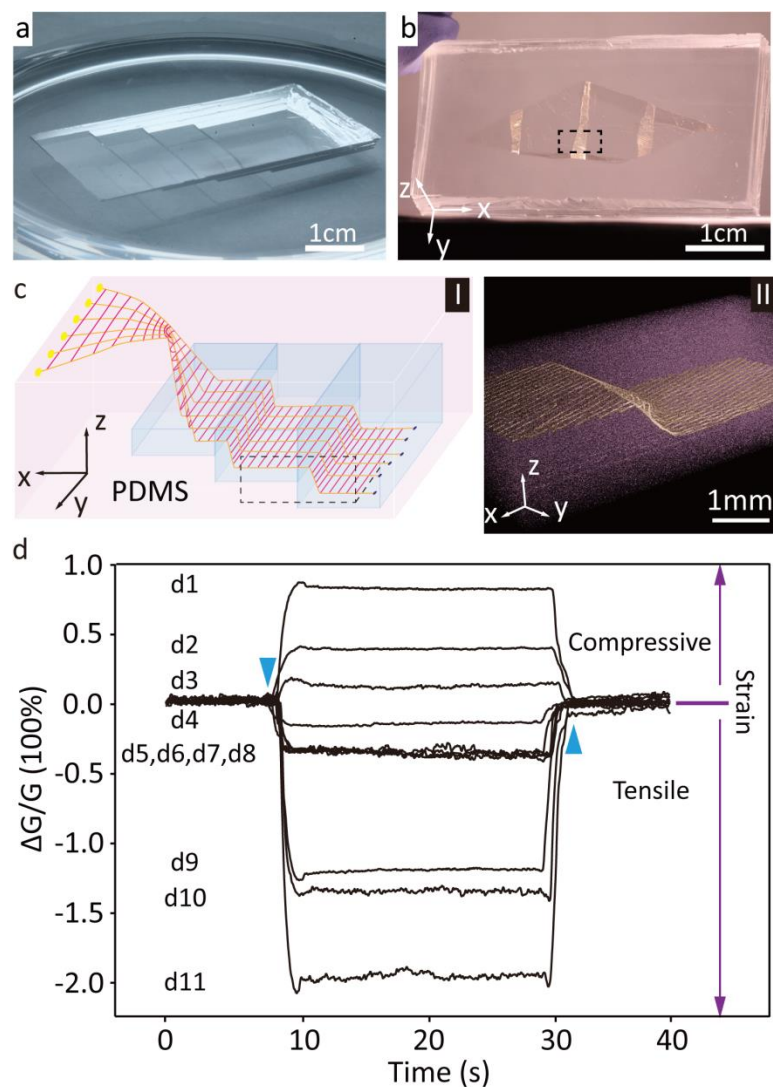 a
1cm
b
z
x
y
1cm
c
I
z
x
y
PDMS
II
z
x
y
1mm
d
1.0
0.5
0.0
-0.5
-1.0
-1.5
-2.0
ΔG/G (100%)
d1
d2
d3
d4
d5,d6,d7,d8
d9
d10
d11
Compressive
Strain
Tensile
0
10
20
30
40
Time (s)